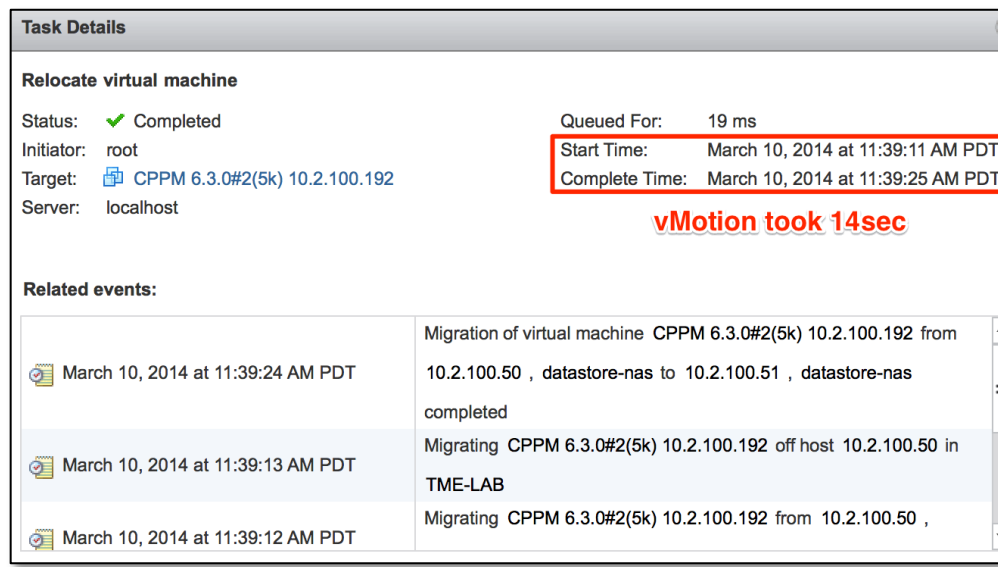 Task Details
Relocate virtual machine
Status: Completed
Queued For: 19 ms
Initiator: root
Start Time: March 10, 2014 at 11:39:11 AM PDT
Target: CPPM 6.3.0#2(5k) 10.2.100.192
Complete Time: March 10, 2014 at 11:39:25 AM PDT
Server: localhost
vMotion took 14sec
Related events:
March 10, 2014 at 11:39:24 AM PDT
Migration of virtual machine CPPM 6.3.0#2(5k) 10.2.100.192 from
10.2.100.50 , datastore-nas to 10.2.100.51 , datastore-nas
completed
March 10, 2014 at 11:39:13 AM PDT
Migrating CPPM 6.3.0#2(5k) 10.2.100.192 off host 10.2.100.50 in
TME-LAB
March 10, 2014 at 11:39:12 AM PDT
Migrating CPPM 6.3.0#2(5k) 10.2.100.192 from 10.2.100.50 ,